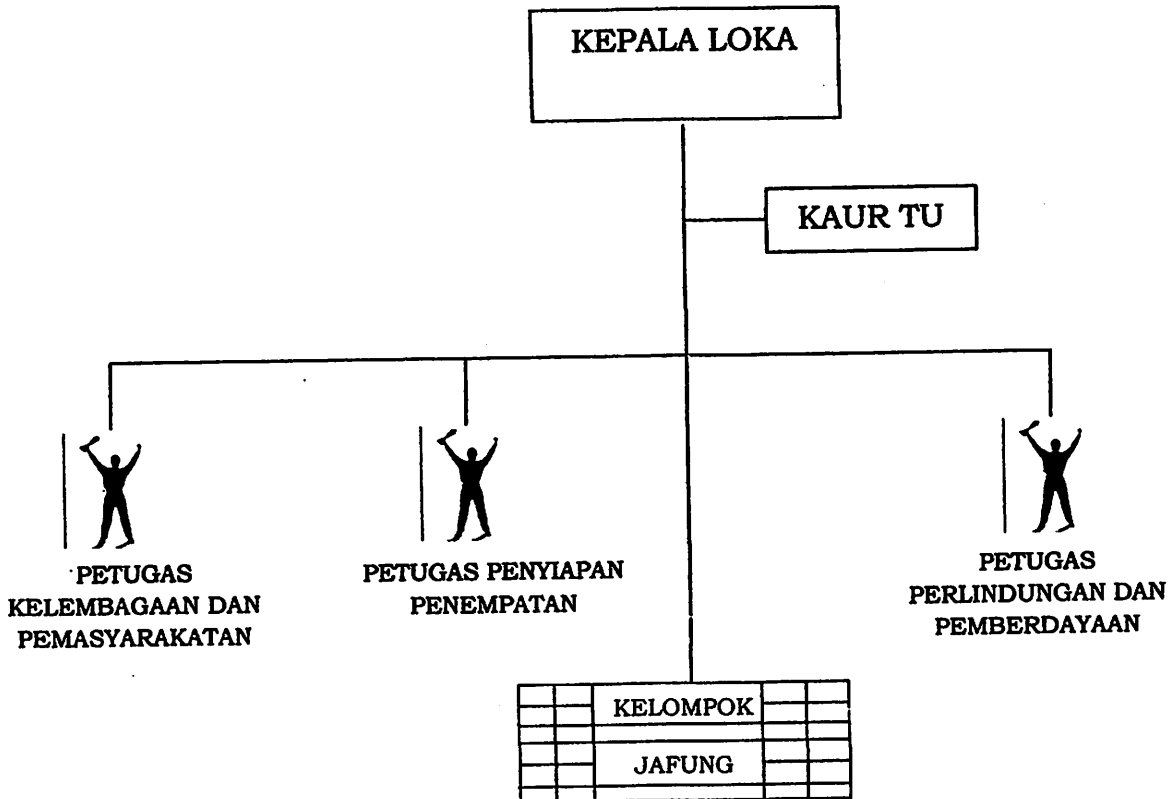 KEPALA LOKA
KAUR TU
PETUGAS
KELEMBAGAAN DAN
PEMASYARAKATAN
PETUGAS PENYIAPAN
PENEMPATAN
PETUGAS
PERLINDUNGAN DAN
PEMBERDAYAAN
KELOMPOK
JAFUNG